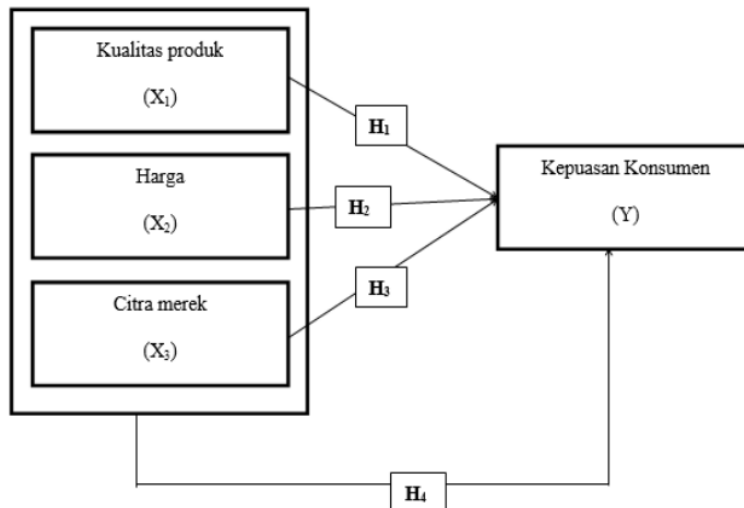 Kualitas produk
(X₁)
H₁
Harga
(X₂)
H₂
Citra merek
(X₃)
H₃
Kepuasan Konsumen
(Y)
H₄